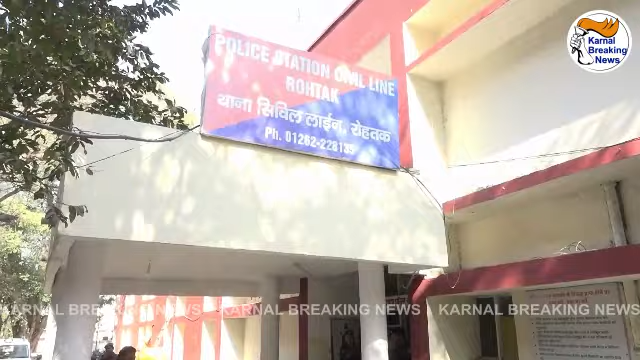 POLICE STATION CIVIL LINE
ROHTAK
थाना सिविल लाईन, रोहतक
Ph. 01262-228135
Karnal
Breaking
News
KARNAL BREAKING NEWS KARNAL BREAKING NEWS KARNAL BREAKING NEWS